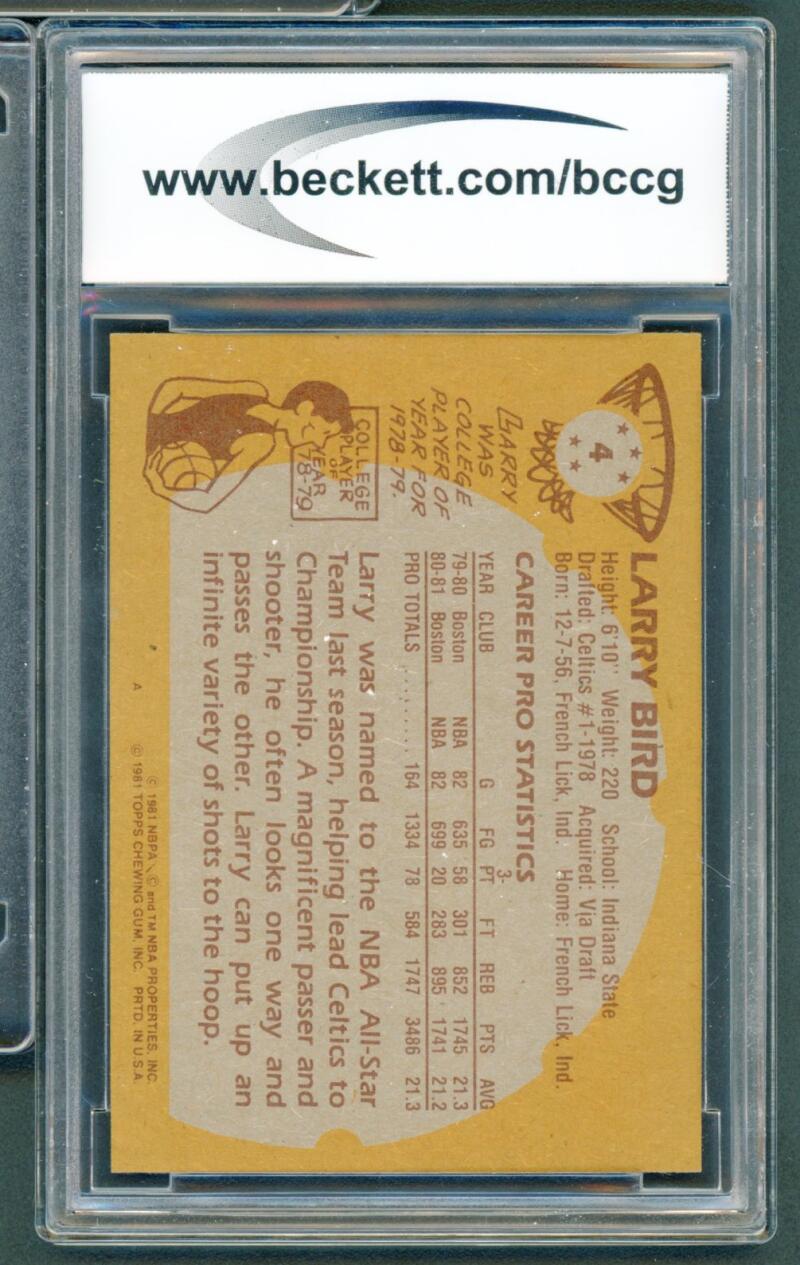 www.beckett.com/bccg
4
LARRY BIRD
Height: 6'10" Weight: 220 School: Indiana State
Drafted: Celtics #1-1978 Acquired: Via Draft
Born: 12-7-56, French Lick, Ind. Home: French Lick, Ind.
CAREER PRO STATISTICS
YEAR CLUB G FG 3-PT FT REB PTS AVG
79-80 Boston NBA 82 635 58 301 852 1745 21.3
80-81 Boston NBA 82 699 20 283 895 1741 21.2
PRO TOTALS . . . . . . . . 164 1334 78 584 1747 3486 21.3
LARRY
WAS
COLLEGE
PLAYER OF
YEAR FOR
1978-79.
COLLEGE
PLAYER
OF
YEAR
78-79
Larry was named to the NBA All-Star
Team last season, helping lead Celtics to
Championship. A magnificent passer and
shooter, he often looks one way and
passes the other. Larry can put up an
infinite variety of shots to the hoop.
A
© 1981 NBPA \ © and TM NBA PROPERTIES, INC.
© 1981 TOPPS CHEWING GUM, INC. PRTD. IN U.S.A.